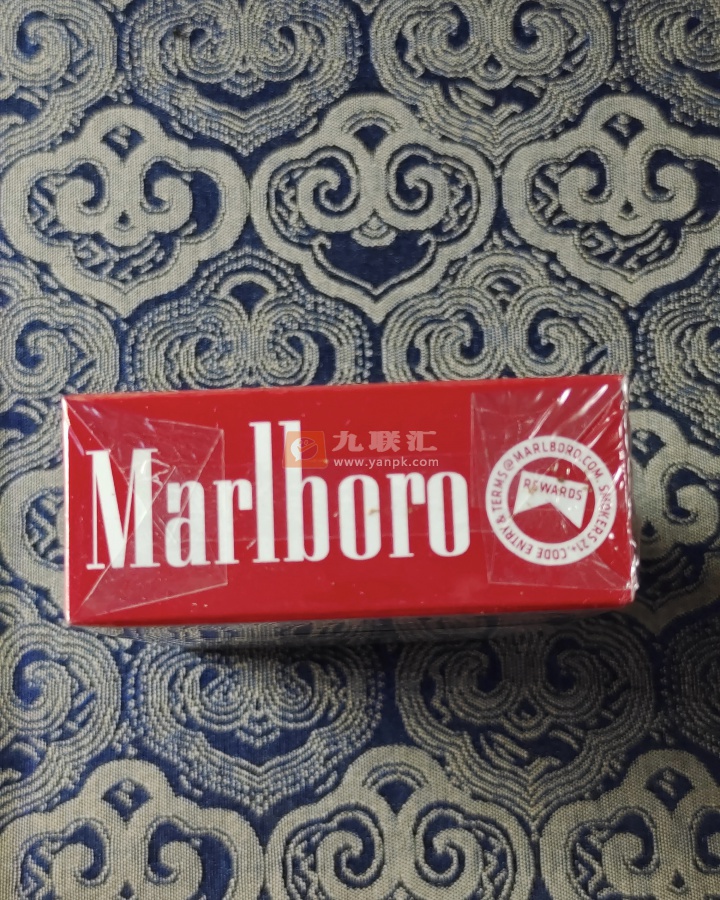 Marlboro
九联汇
www.yanpk.com
REWARDS
@MARLBORO.COM. SMOKERS 21+. CODE ENTRY & TERMS